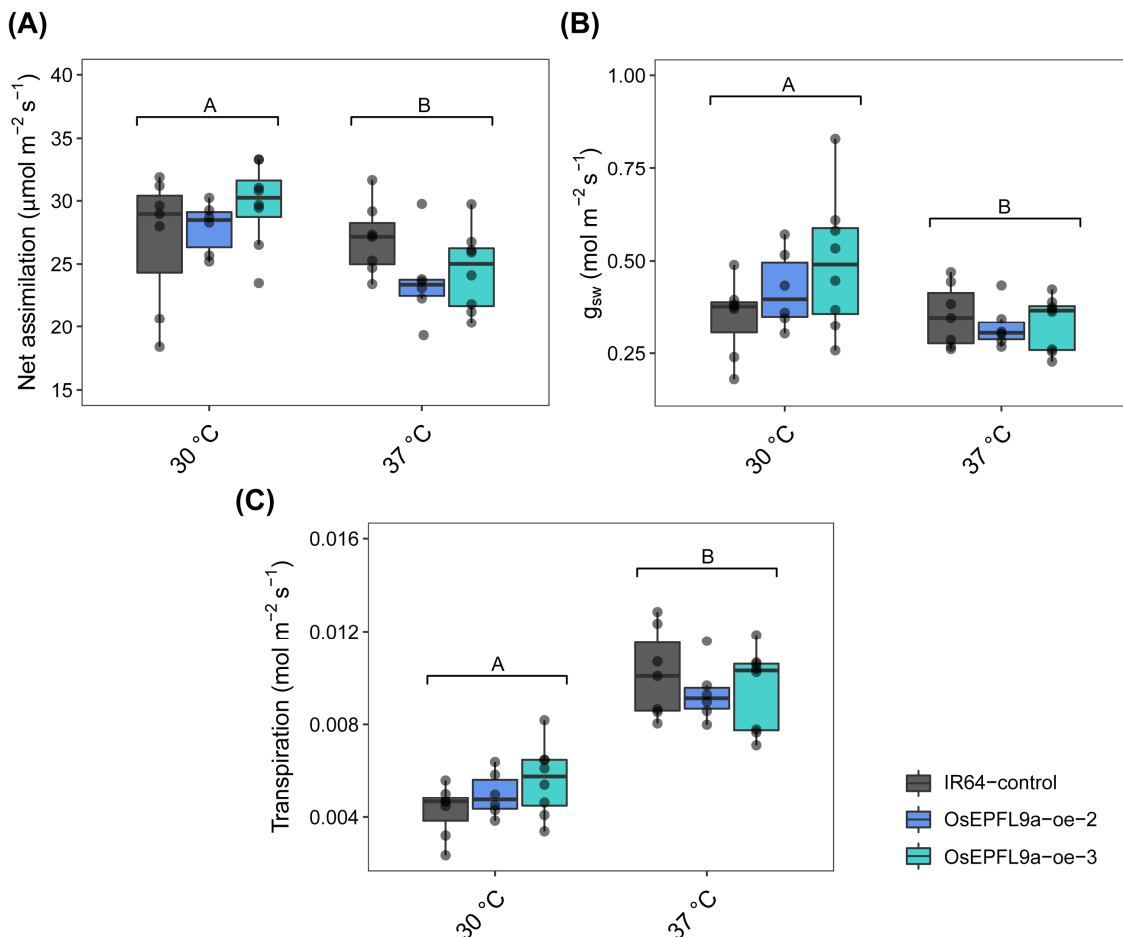 (A)
Net assimilation (µmol m⁻² s⁻¹)
40
35
30
25
20
15
A
B
30 °C
37 °C
(B)
gsw (mol m⁻² s⁻¹)
1.00
0.75
0.50
0.25
A
B
30 °C
37 °C
(C)
Transpiration (mol m⁻² s⁻¹)
0.016
0.012
0.008
0.004
A
B
30 °C
37 °C
IR64−control
OsEPFL9a−oe−2
OsEPFL9a−oe−3